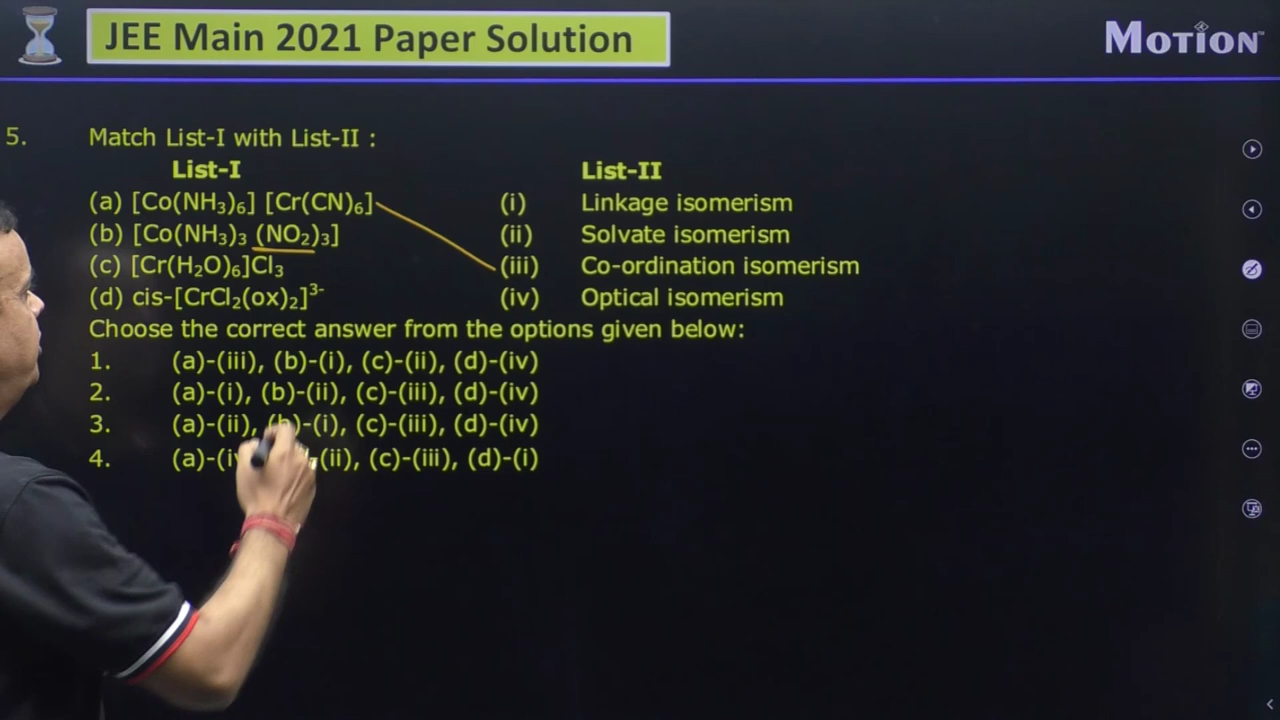 JEE Main 2021 Paper Solution
MOTION™
5. Match List-I with List-II :
List-I List-II
(a) [Co(NH₃)₆] [Cr(CN)₆] (i) Linkage isomerism
(b) [Co(NH₃)₃ (NO₂)₃] (ii) Solvate isomerism
(c) [Cr(H₂O)₆]Cl₃ (iii) Co-ordination isomerism
(d) cis-[CrCl₂(ox)₂]³⁻ (iv) Optical isomerism
Choose the correct answer from the options given below:
1. (a)-(iii), (b)-(i), (c)-(ii), (d)-(iv)
2. (a)-(i), (b)-(ii), (c)-(iii), (d)-(iv)
3. (a)-(ii), (b)-(i), (c)-(iii), (d)-(iv)
4. (ii), (c)-(iii), (d)-(i)